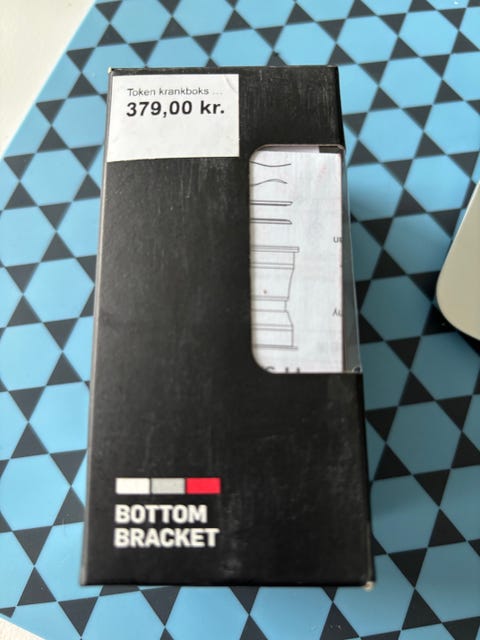 Token krankboks ...
379,00 kr.
BOTTOM
BRACKET